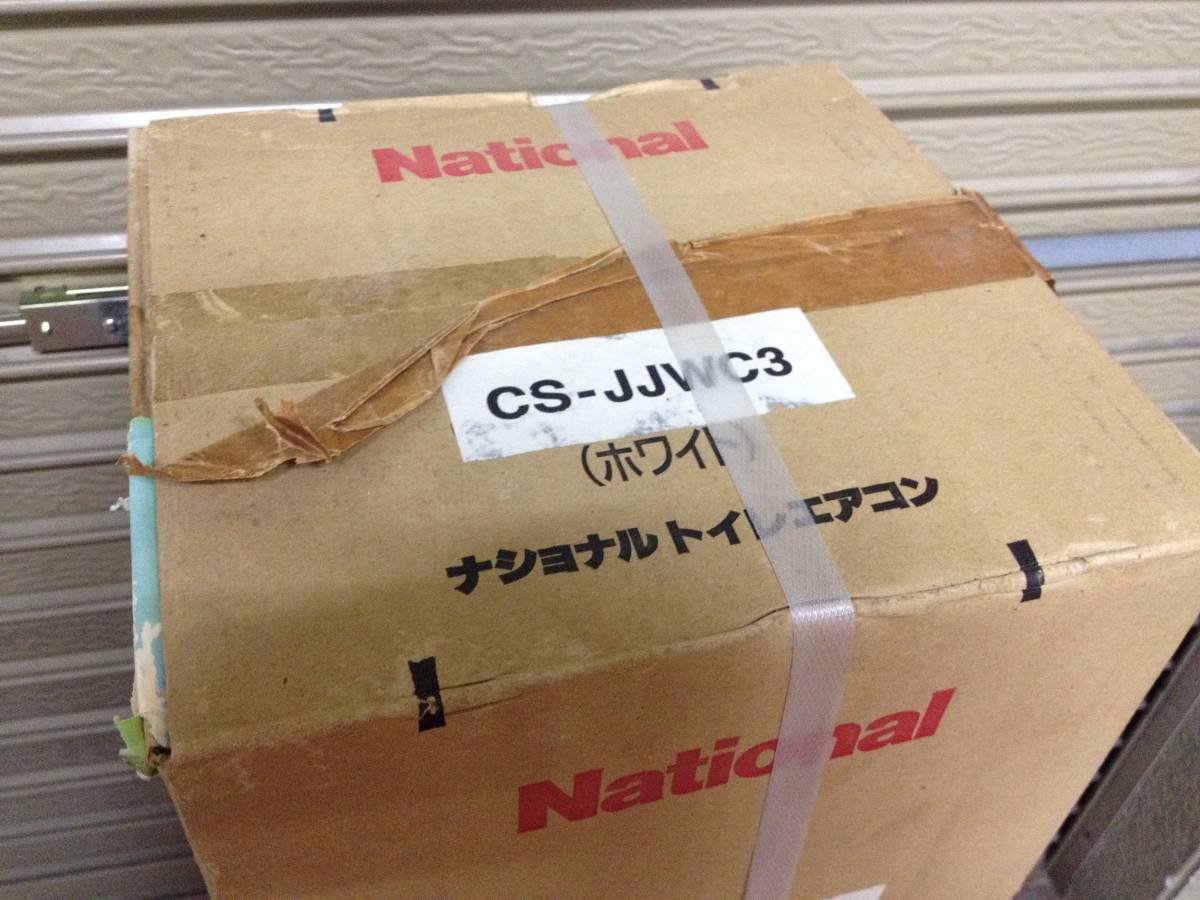 National
CS-JJWC3
(ホワイト)
ナショナル トイレエアコン
National